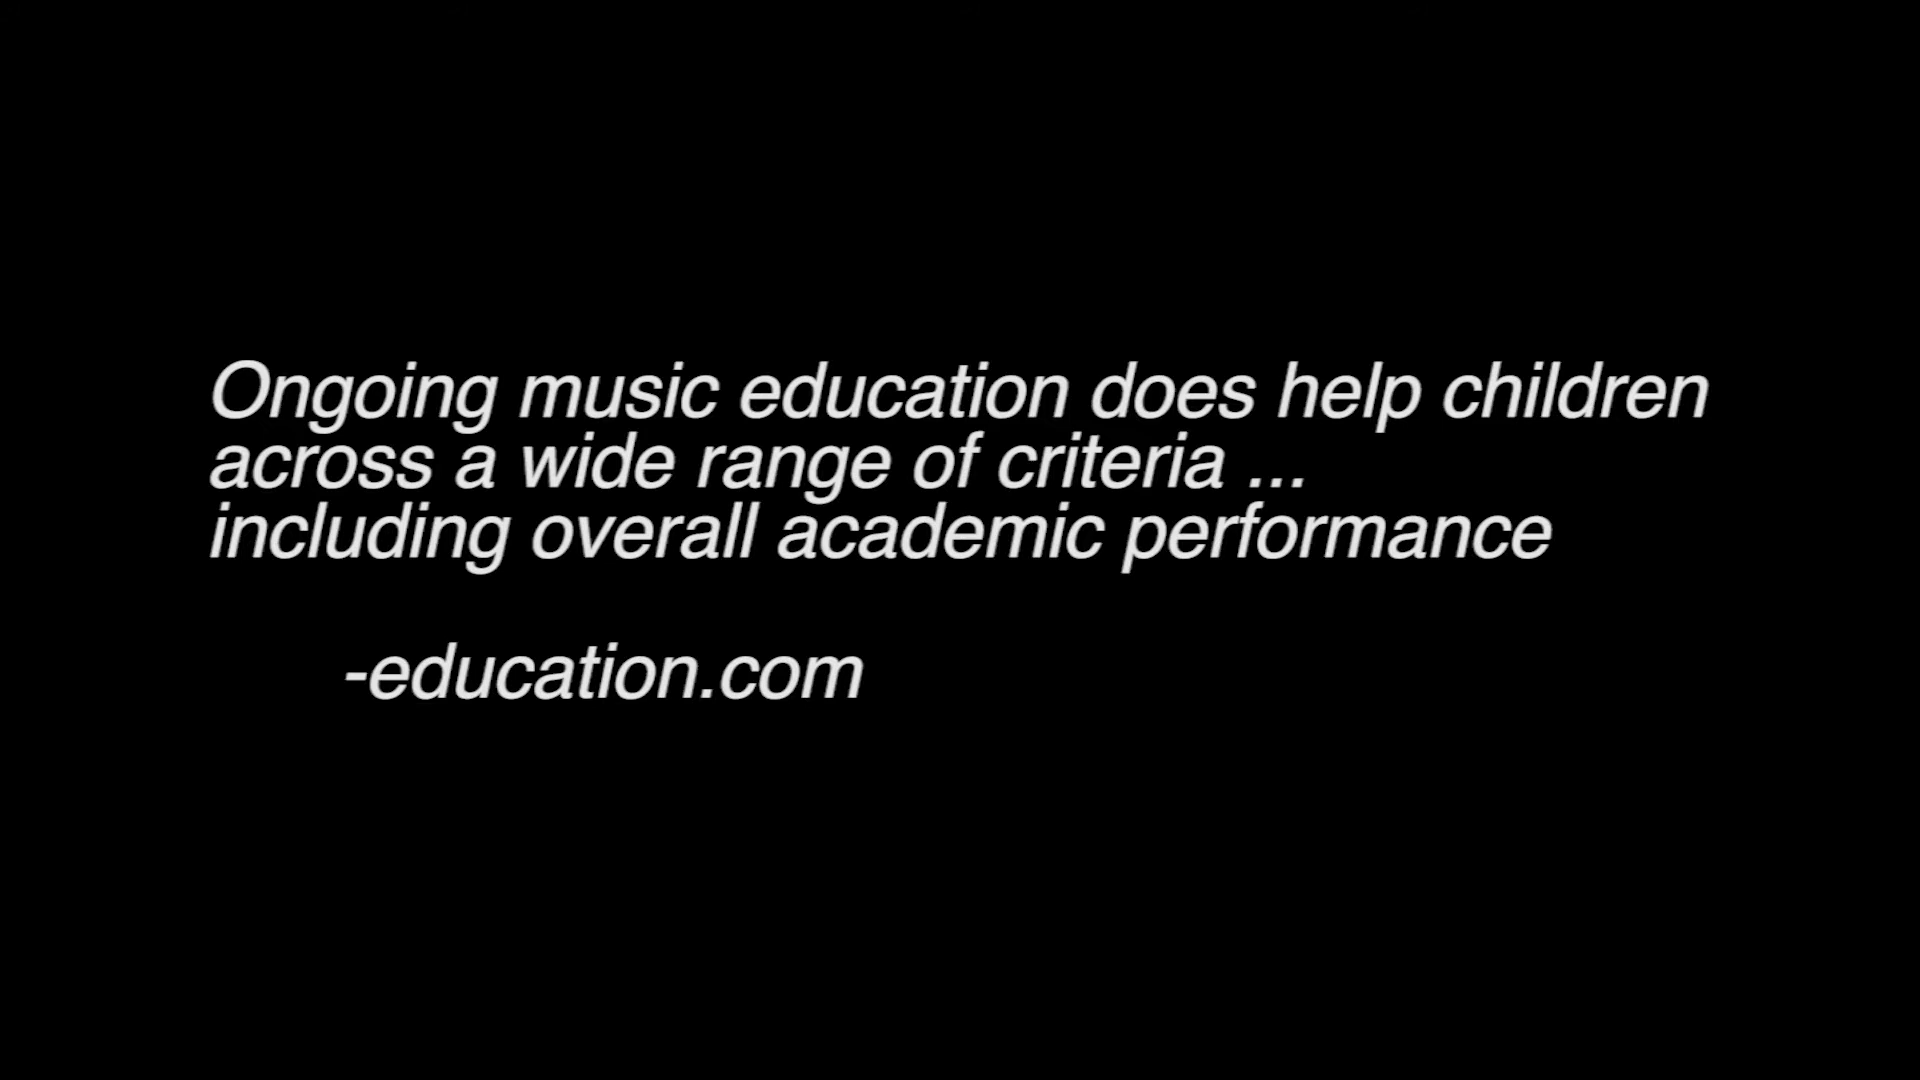 Ongoing music education does help children
across a wide range of criteria ...
including overall academic performance
-education.com